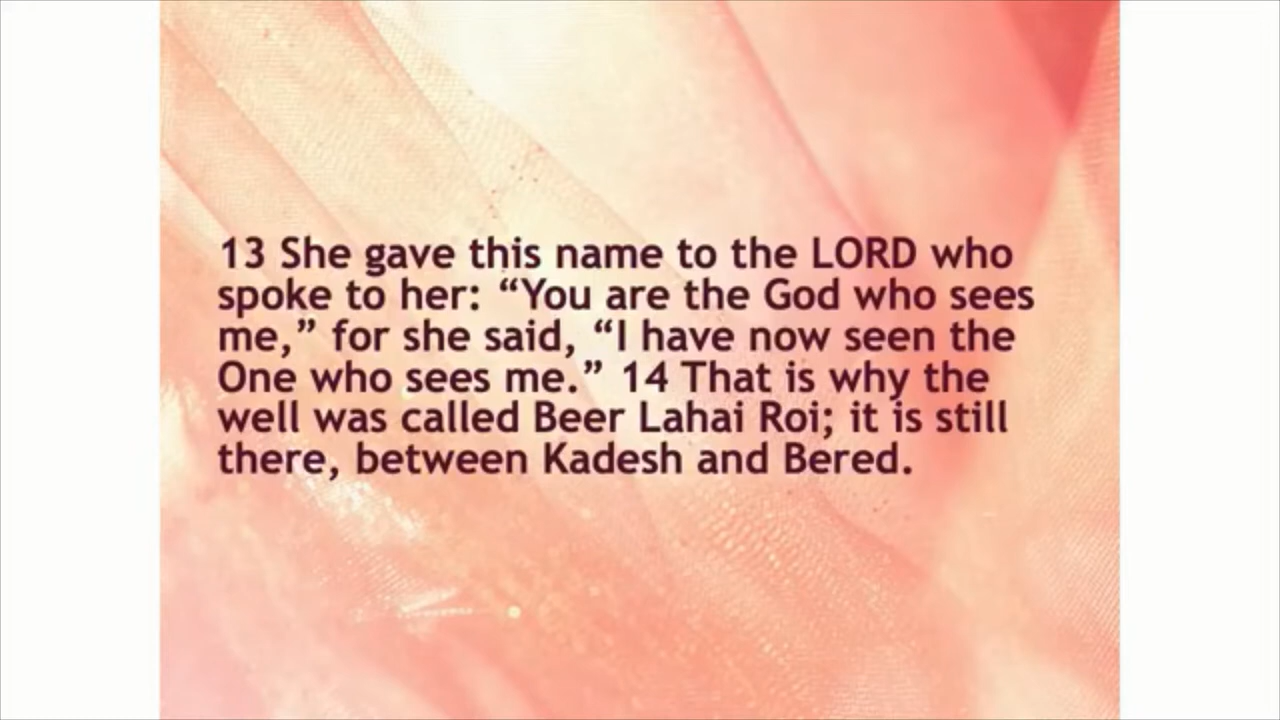 13 She gave this name to the LORD who
spoke to her: “You are the God who sees
me,” for she said, “I have now seen the
One who sees me.” 14 That is why the
well was called Beer Lahai Roi; it is still
there, between Kadesh and Bered.